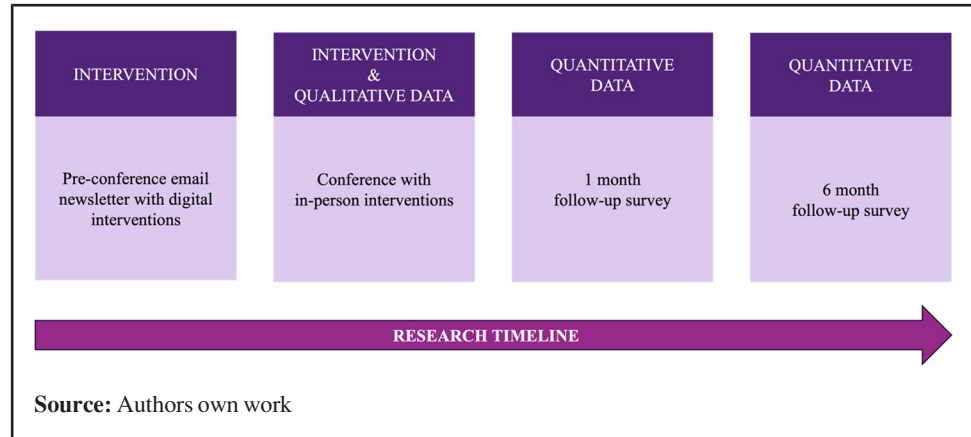 INTERVENTION
Pre-conference email
newsletter with digital
interventions
INTERVENTION
&
QUALITATIVE DATA
Conference with
in-person interventions
QUANTITATIVE
DATA
1 month
follow-up survey
QUANTITATIVE
DATA
6 month
follow-up survey
RESEARCH TIMELINE
Source: Authors own work